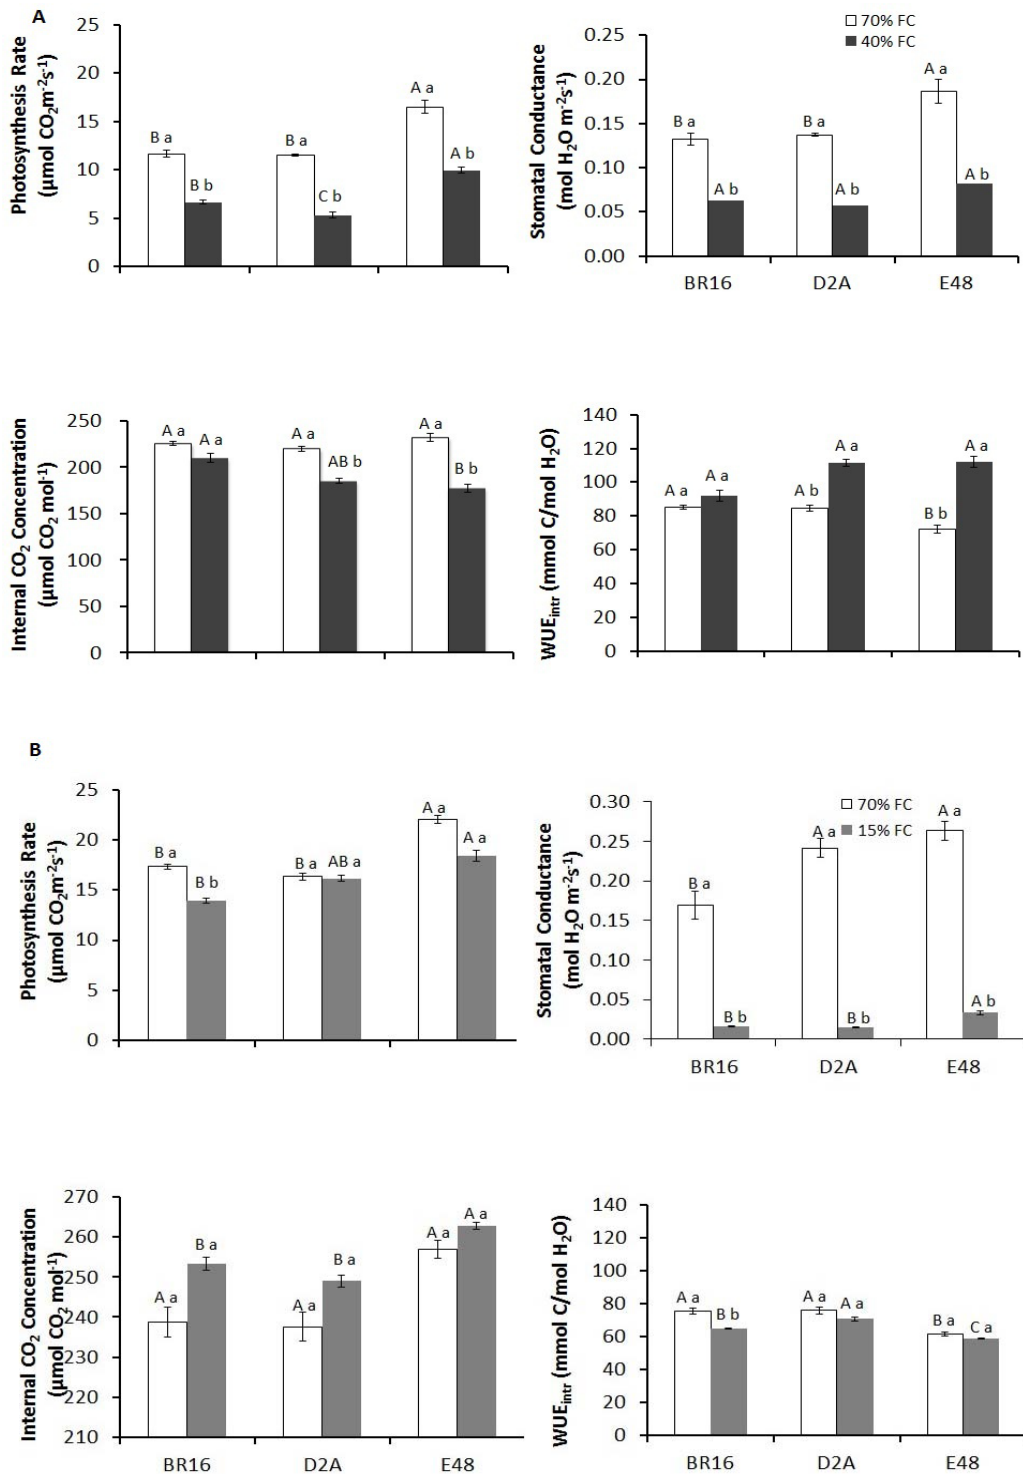 A
Photosynthesis Rate
(µmol CO₂m⁻²s⁻¹)
25
20
15
10
5
0
B a
B b
B a
C b
A a
A b
Stomatal Conductance
(mol H₂O m⁻²s⁻¹)
70% FC
40% FC
0.25
0.20
0.15
0.10
0.05
0.00
B a
A b
B a
A b
A a
A b
BR16 D2A E48
Internal CO₂ Concentration
(µmol CO₂ mol⁻¹)
250
200
150
100
50
0
A a
A a
A a
AB b
A a
B b
WUEintr (mmol C/mol H₂O)
140
120
100
80
60
40
20
0
A a
A a
A b
A a
B b
A a
B
Photosynthesis Rate
(µmol CO₂m⁻²s⁻¹)
25
20
15
10
5
0
B a
B b
B a
AB a
A a
A a
Stomatal Conductance
(mol H₂O m⁻²s⁻¹)
70% FC
15% FC
0.30
0.25
0.20
0.15
0.10
0.05
0.00
B a
B b
A a
B b
A a
A b
BR16 D2A E48
Internal CO₂ Concentration
(µmol CO₂ mol⁻¹)
270
260
250
240
230
220
210
A a
B a
A a
B a
A a
A a
BR16 D2A E48
WUEintr (mmol C/mol H₂O)
140
120
100
80
60
40
20
0
A a
B b
A a
A a
B a
C a
BR16 D2A E48